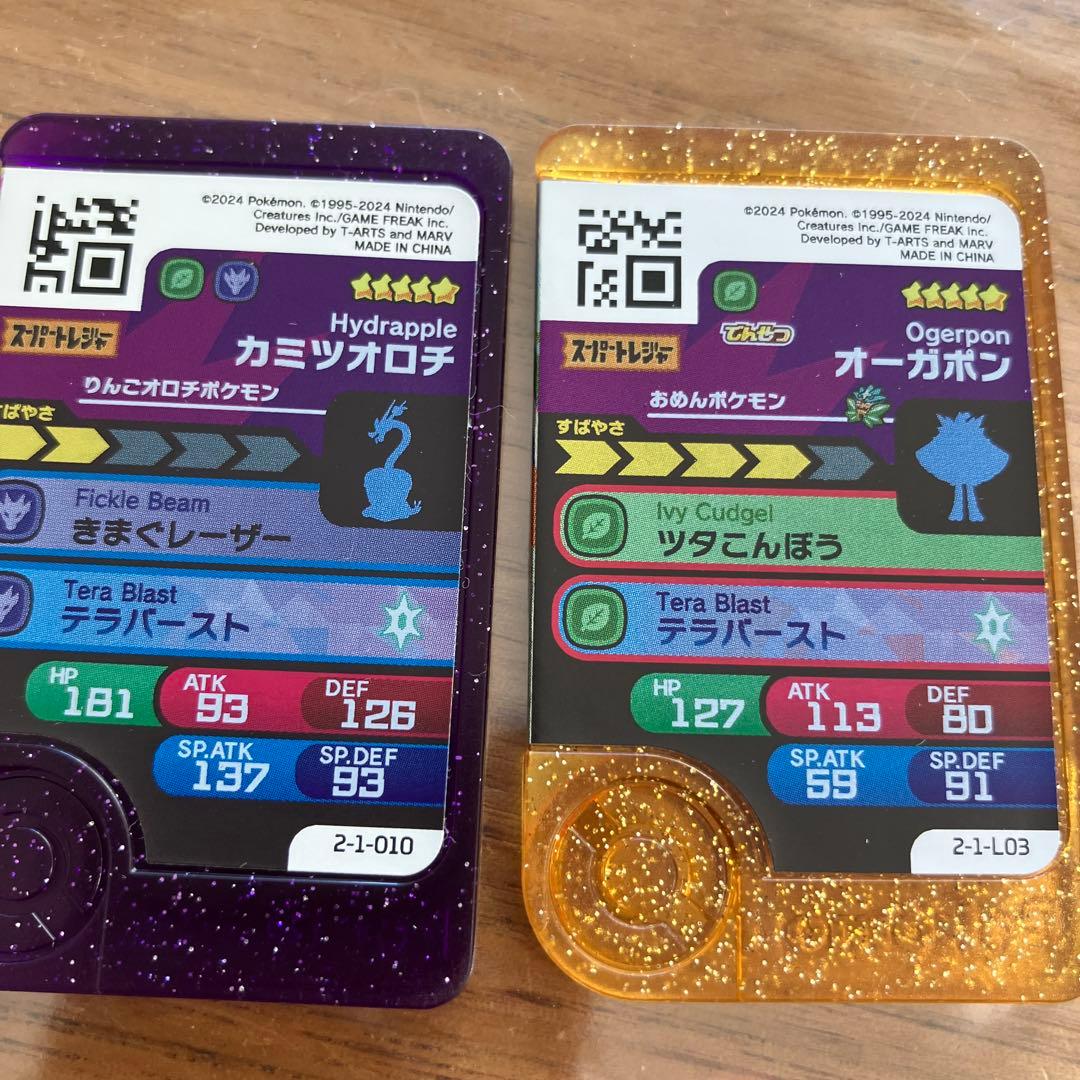 ©2024 Pokémon. ©1995-2024 Nintendo/
Creatures Inc./GAME FREAK inc.
Developed by T-ARTS and MARV
MADE IN CHINA
スーパートレジャー
Hydrapple
カミツオロチ
りんごオロチポケモン
すばやさ
Fickle Beam
きまぐレーザー
Tera Blast
テラバースト
HP
181
ATK
93
DEF
126
SP.ATK
137
SP.DEF
93
2-1-010
©2024 Pokémon. ©1995-2024 Nintendo/
Creatures Inc./GAME FREAK inc.
Developed by T-ARTS and MARV
MADE IN CHINA
でんせつ
スーパートレジャー
Ogerpon
オーガポン
おめんポケモン
すばやさ
Ivy Cudgel
ツタこんぼう
Tera Blast
テラバースト
HP
127
ATK
113
DEF
80
SP.ATK
59
SP.DEF
91
2-1-L03